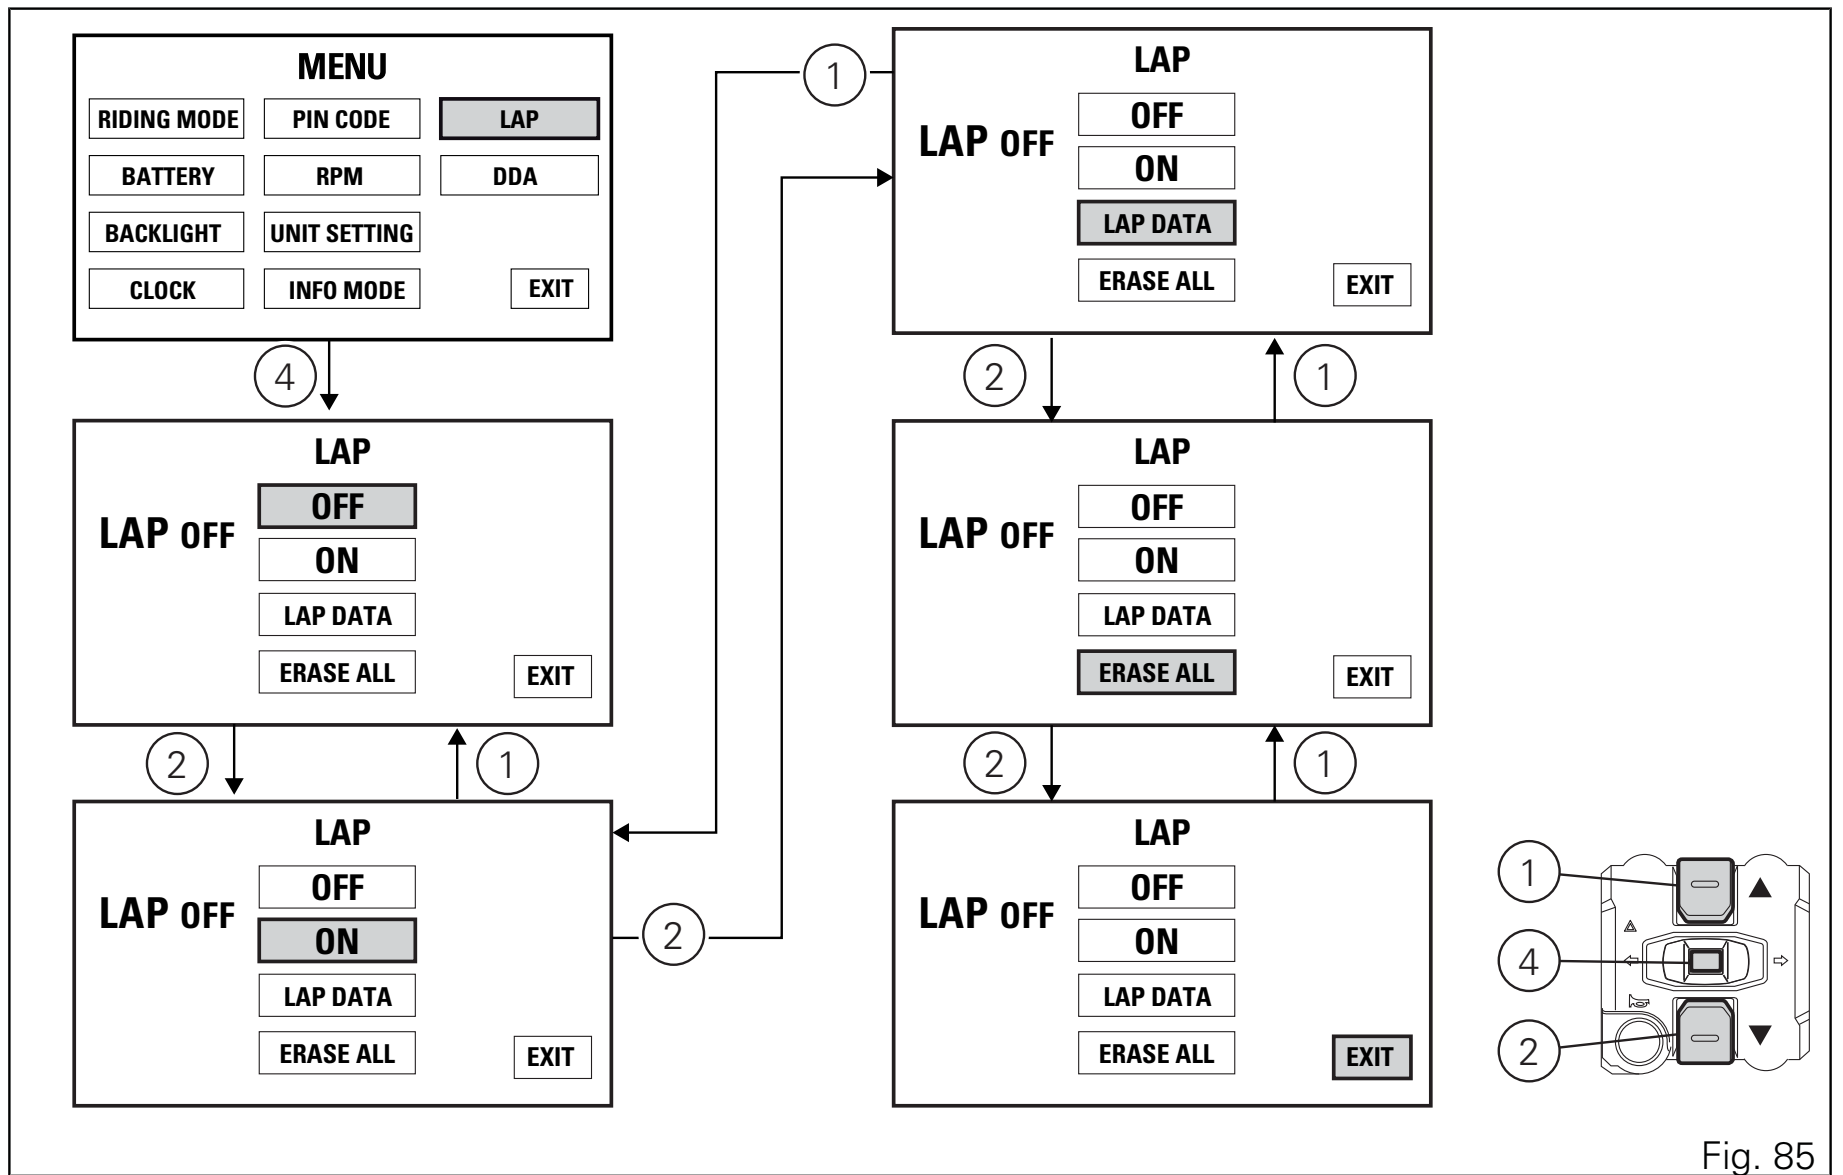 MENU
RIDING MODE PIN CODE LAP
BATTERY RPM DDA
BACKLIGHT UNIT SETTING
CLOCK INFO MODE EXIT
4
LAP
LAP OFF
OFF
ON
LAP DATA
ERASE ALL EXIT
2 1
LAP
LAP OFF
OFF
ON
LAP DATA
ERASE ALL EXIT
1
2
LAP
LAP OFF
OFF
ON
LAP DATA
ERASE ALL EXIT
2 1
LAP
LAP OFF
OFF
ON
LAP DATA
ERASE ALL EXIT
2 1
LAP
LAP OFF
OFF
ON
LAP DATA
ERASE ALL EXIT
1
4
2
Fig. 85